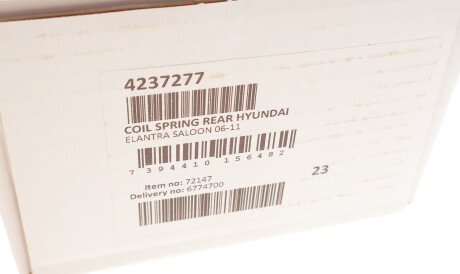 4237277
COIL SPRING REAR HYUNDAI
ELANTRA SALOON 06-11
7 394410 156482
Item no: 72147
23
Delivery no: 6774700